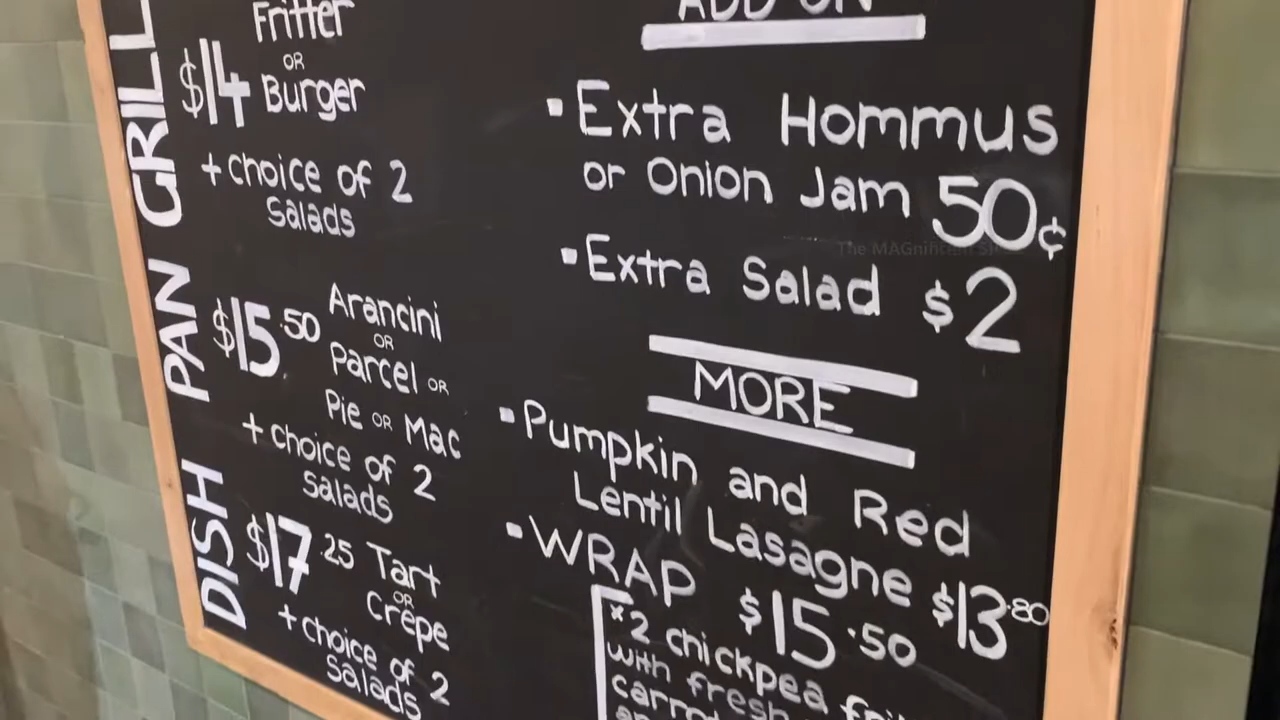 GRILL
Fritter
OR
$14 Burger
+ choice of 2
Salads
PAN
$15.50 Arancini
OR
Parcel OR
Pie OR Mac
+ choice of 2
Salads
DISH
$17.25 Tart
OR
Crêpe
+ choice of 2
Salads
ADD ON
Extra Hommus
or Onion Jam 50¢
Extra Salad $2
The MAGnificent
MORE
Pumpkin and Red
Lentil Lasagne $13.80
WRAP $15.50
*2 chickpea
with fresh